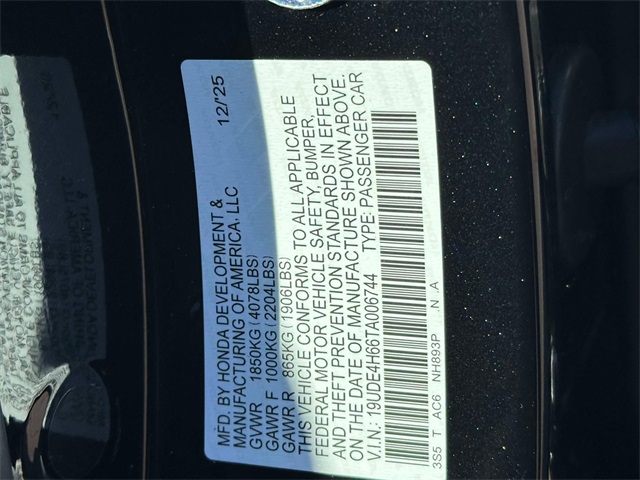 MFD. BY HONDA DEVELOPMENT & 12/'25
MANUFACTURING OF AMERICA, LLC
GVWR 1850KG(4078LBS)
GAWR F 1000KG(2204LBS)
GAWR R 865KG(1906LBS)
THIS VEHICLE CONFORMS TO ALL APPLICABLE
FEDERAL MOTOR VEHICLE SAFETY, BUMPER,
AND THEFT PREVENTION STANDARDS IN EFFECT
ON THE DATE OF MANUFACTURE SHOWN ABOVE.
V.I.N.: 19UDE4H66TA006744 TYPE: PASSENGER CAR
3S5 T AC6 NH893P .N .A